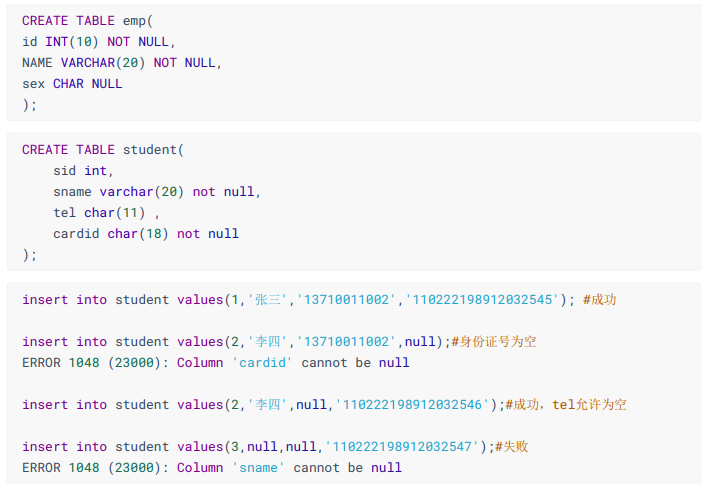 CREATE TABLE emp(
id INT(10) NOT NULL,
NAME VARCHAR(20) NOT NULL,
sex CHAR NULL
);
CREATE TABLE student(
    sid int,
    sname varchar(20) not null,
    tel char(11) ,
    cardid char(18) not null
);
insert into student values(1,'张三','13710011002','110222198912032545'); #成功
insert into student values(2,'李四','13710011002',null);#身份证号为空
ERROR 1048 (23000): Column 'cardid' cannot be null
insert into student values(2,'李四',null,'110222198912032546');#成功，tel允许为空
insert into student values(3,null,null,'110222198912032547');#失败
ERROR 1048 (23000): Column 'sname' cannot be null